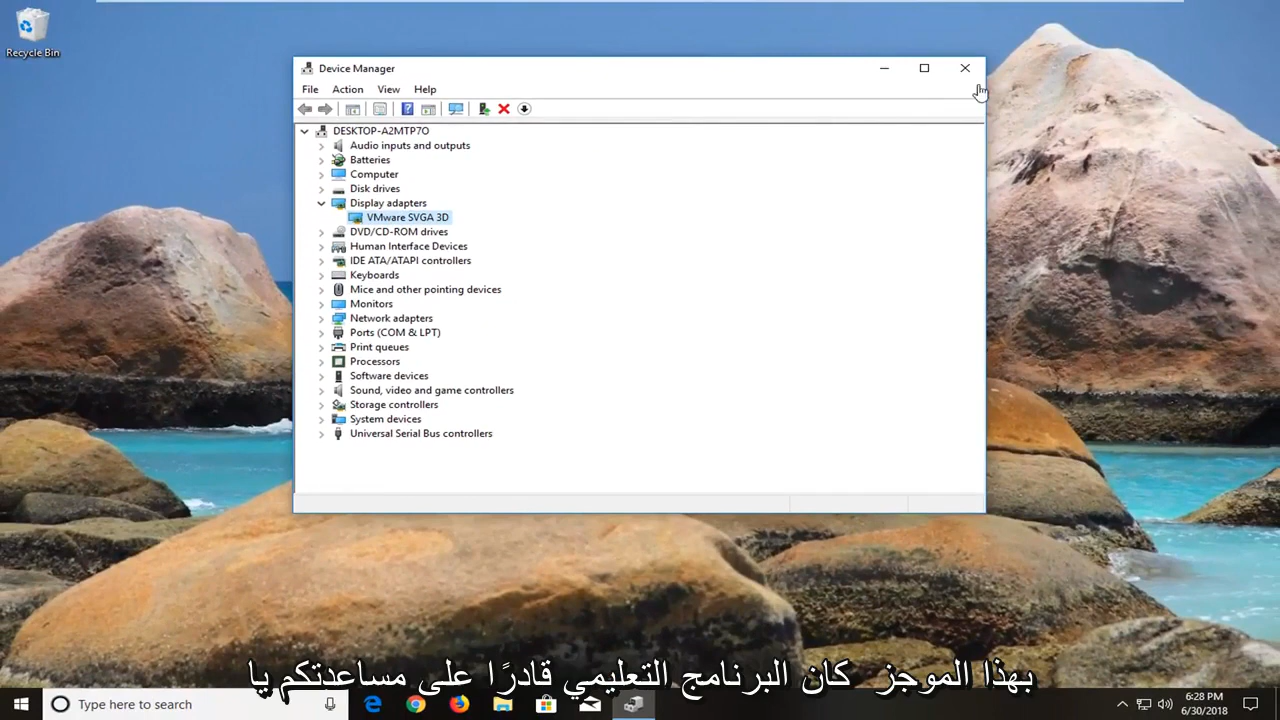 Recycle Bin
Device Manager
File Action View Help
DESKTOP-A2MTP7O
Audio inputs and outputs
Batteries
Computer
Disk drives
Display adapters
VMware SVGA 3D
DVD/CD-ROM drives
Human Interface Devices
IDE ATA/ATAPI controllers
Keyboards
Mice and other pointing devices
Monitors
Network adapters
Ports (COM & LPT)
Print queues
Processors
Software devices
Sound, video and game controllers
Storage controllers
System devices
Universal Serial Bus controllers
بهذا الموجز كان البرنامج التعليمي قادرًا على مساعدتكم يا
Type here to search
6:28 PM
6/30/2018